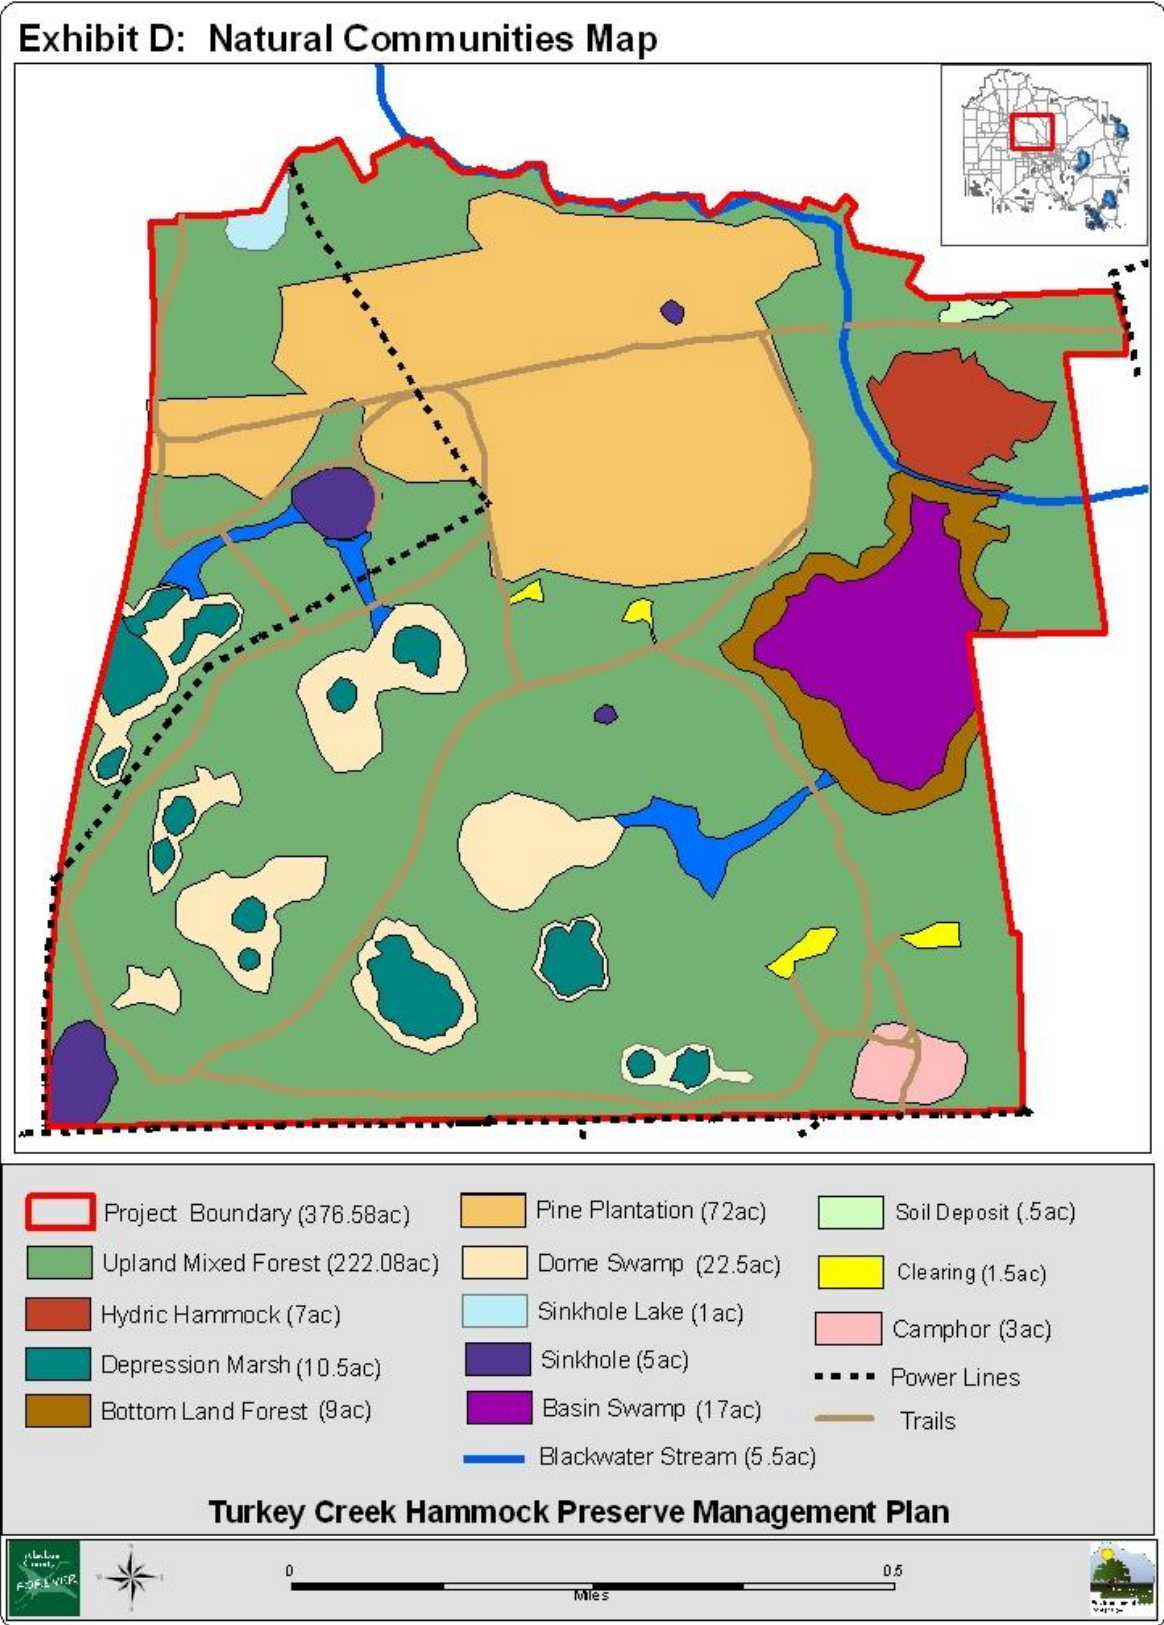 Exhibit D: Natural Communities Map
Project Boundary (376.58ac)
Upland Mixed Forest (222.08ac)
Hydric Hammock (7ac)
Depression Marsh (10.5ac)
Bottom Land Forest (9ac)
Pine Plantation (72ac)
Dome Swamp (22.5ac)
Sinkhole Lake (1ac)
Sinkhole (5ac)
Basin Swamp (17ac)
Blackwater Stream (5.5ac)
Soil Deposit (.5ac)
Clearing (1.5ac)
Camphor (3ac)
Power Lines
Trails
Turkey Creek Hammock Preserve Management Plan
Alachua
County
FOREVER
0 0.5
Miles